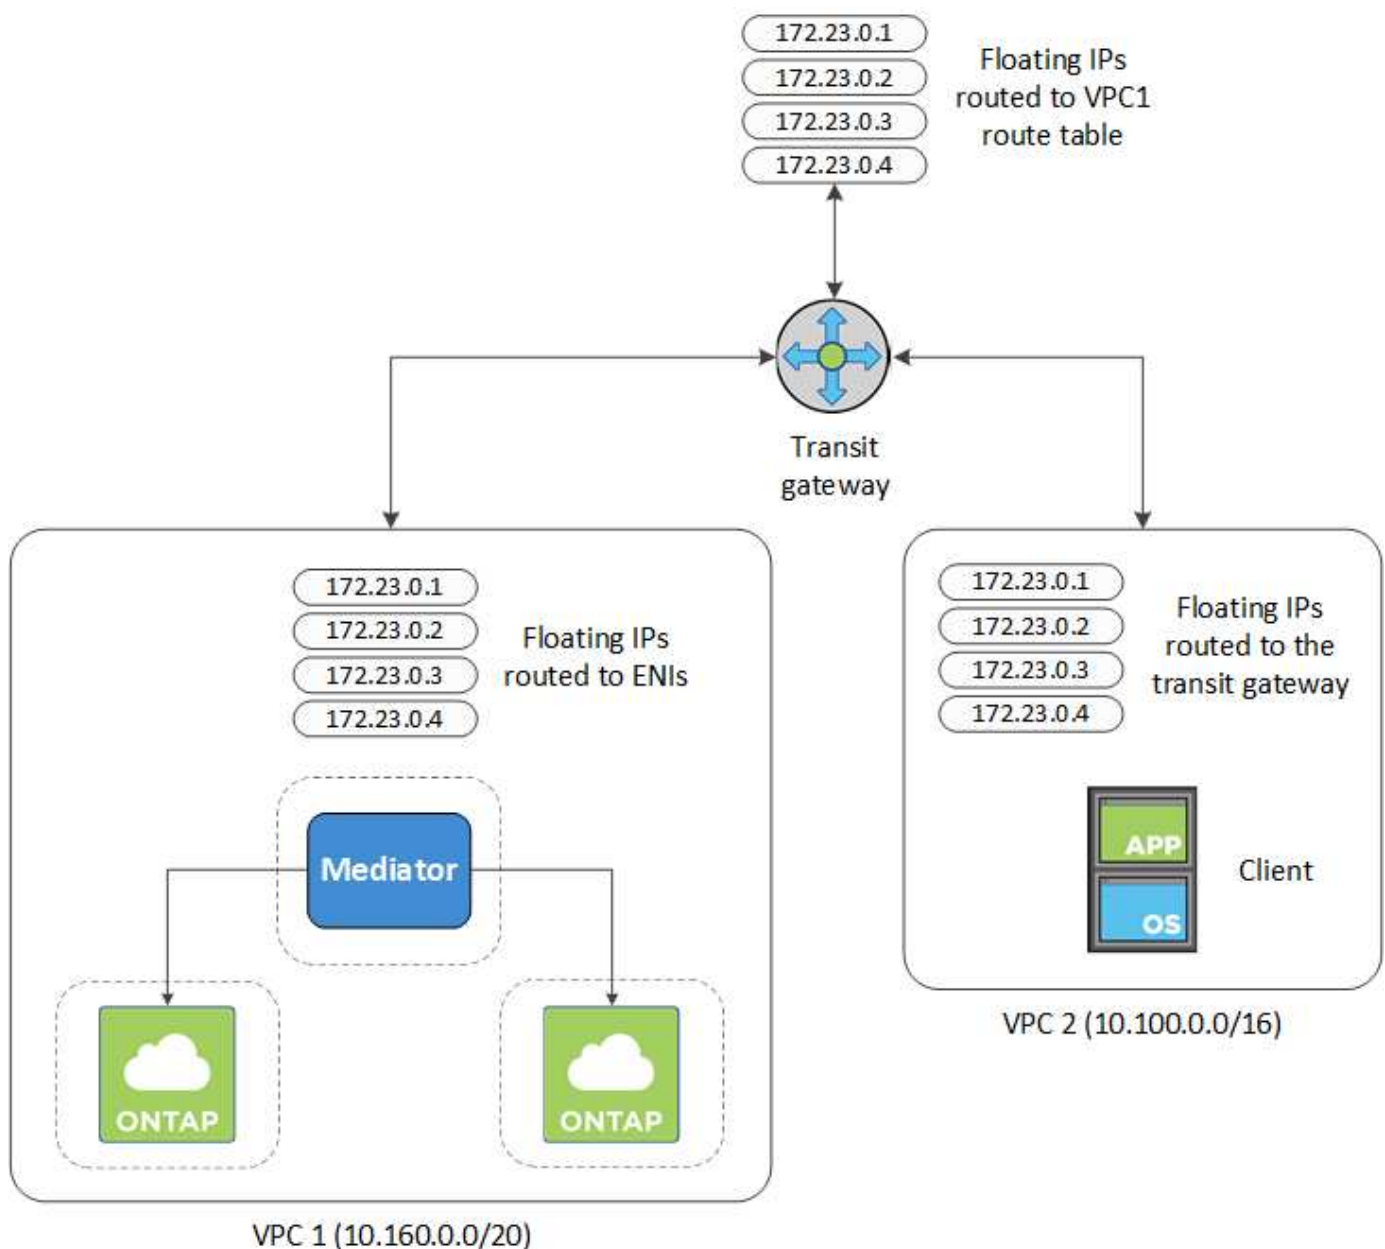 172.23.0.1
172.23.0.2
172.23.0.3
172.23.0.4
Floating IPs
routed to VPC1
route table
Transit
gateway
172.23.0.1
172.23.0.2
172.23.0.3
172.23.0.4
Floating IPs
routed to ENIs
Mediator
ONTAP
ONTAP
VPC 1 (10.160.0.0/20)
172.23.0.1
172.23.0.2
172.23.0.3
172.23.0.4
Floating IPs
routed to the
transit gateway
APP
OS
Client
VPC 2 (10.100.0.0/16)